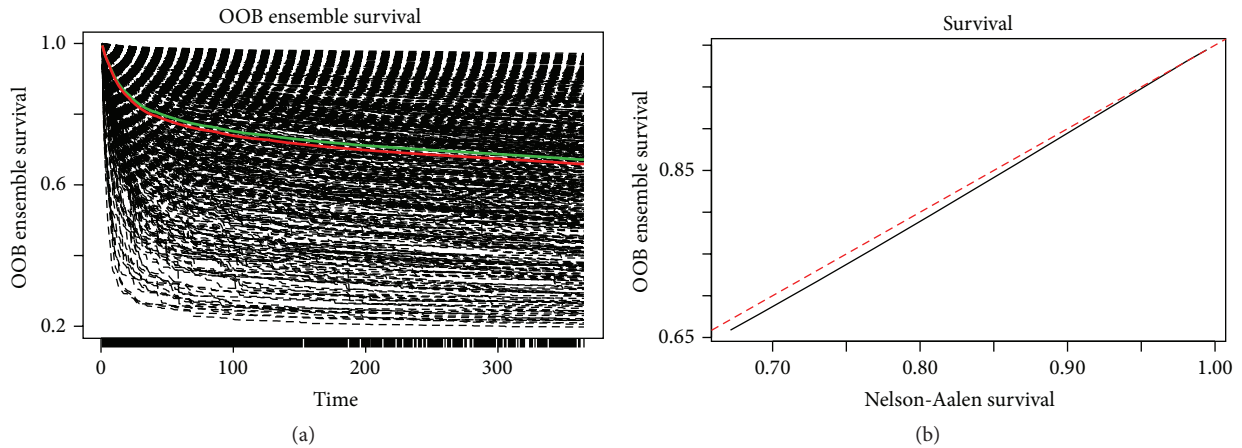 OOB ensemble survival
OOB ensemble survival
1.0
0.6
0.2
0
100
200
300
Time
(a)
Survival
OOB ensemble survival
0.85
0.65
0.70
0.80
0.90
1.00
Nelson-Aalen survival
(b)